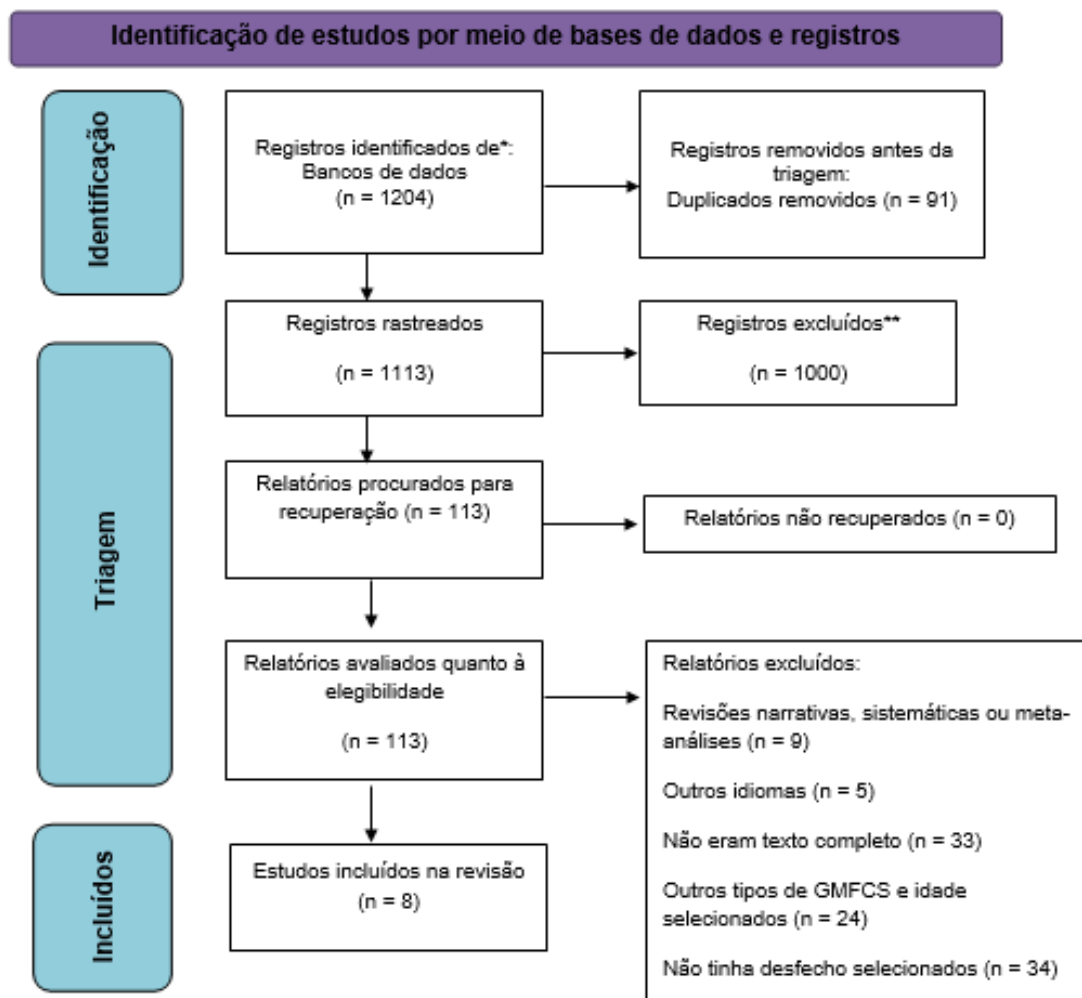 Identificação de estudos por meio de bases de dados e registros
Identificação
Registros identificados de*:
Bancos de dados
(n = 1204)
Registros removidos antes da
triagem:
Duplicados removidos (n = 91)
Triagem
Registros rastreados
(n = 1113)
Registros excluídos**
(n = 1000)
Relatórios procurados para
recuperação (n = 113)
Relatórios não recuperados (n = 0)
Relatórios avaliados quanto à
elegibilidade
(n = 113)
Relatórios excluídos:
Revisões narrativas, sistemáticas ou meta-
análises (n = 9)
Outros idiomas (n = 5)
Não eram texto completo (n = 33)
Outros tipos de GMFCS e idade
selecionados (n = 24)
Não tinha desfecho selecionados (n = 34)
Incluídos
Estudos incluídos na revisão
(n = 8)